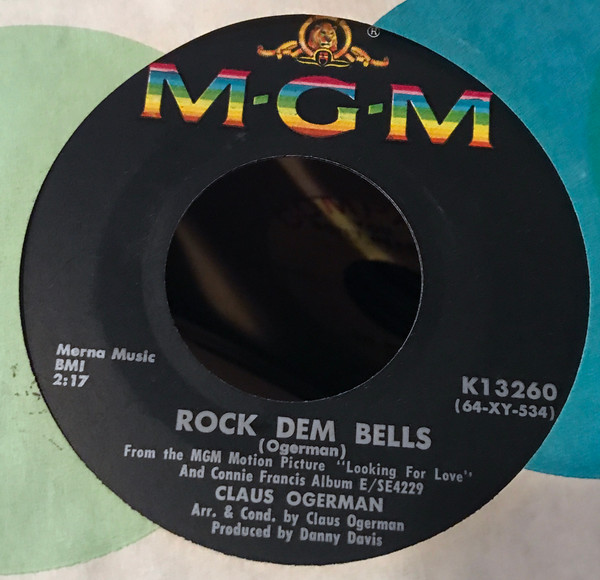 ®
M-G-M
Merna Music
BMI
2:17
K13260
(64-XY-534)
ROCK DEM BELLS
(Ogerman)
From the MGM Motion Picture "Looking For Love"
And Connie Francis Album E/SE4229
CLAUS OGERMAN
Arr. & Cond. by Claus Ogerman
Produced by Danny Davis